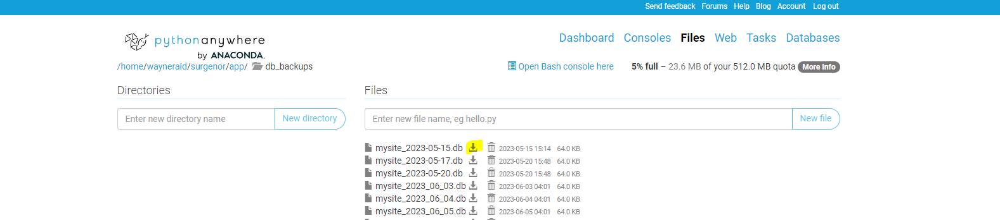 Send feedback Forums Help Blog Account Log out
pythonanywhere
by ANACONDA.
Dashboard Consoles Files Web Tasks Databases
/home/wayneraid/surgenor/app/ db_backups
Open Bash console here 5% full – 23.6 MB of your 512.0 MB quota More Info
Directories
Enter new directory name New directory
Files
Enter new file name, eg hello.py New file
mysite_2023-05-15.db 2023-05-15 15:14 64.0 KB
mysite_2023-05-17.db 2023-05-20 15:48 64.0 KB
mysite_2023-05-20.db 2023-05-20 15:48 64.0 KB
mysite_2023_06_03.db 2023-06-03 04:01 64.0 KB
mysite_2023_06_04.db 2023-06-04 04:01 64.0 KB
mysite_2023_06_05.db 2023-06-05 04:01 64.0 KB